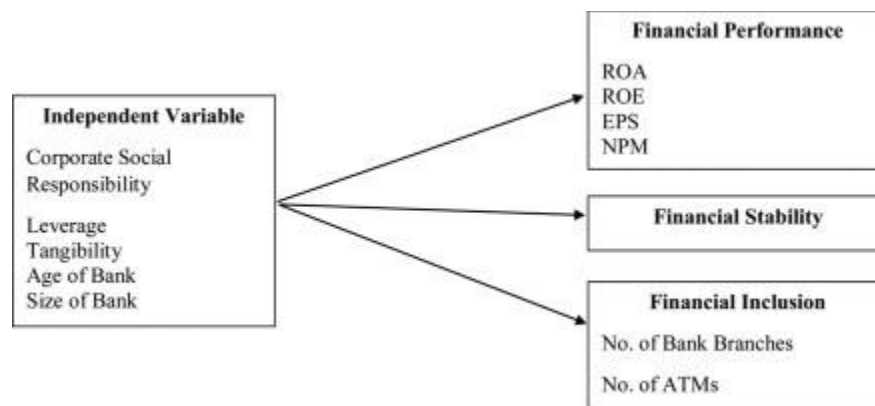 Independent Variable
Corporate Social
Responsibility
Leverage
Tangibility
Age of Bank
Size of Bank
Financial Performance
ROA
ROE
EPS
NPM
Financial Stability
Financial Inclusion
No. of Bank Branches
No. of ATMs